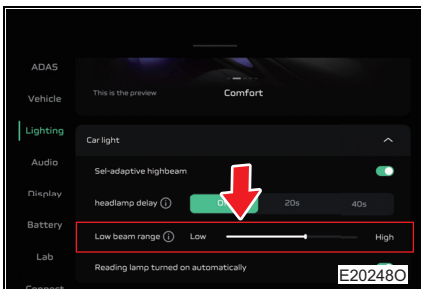 ADAS
This is the preview Comfort
Vehicle
Lighting
Car light
Audio
Sel-adaptive highbeam
Display
headlamp delay 20s 40s
Battery
Low beam range Low High
Lab
Reading lamp turned on automatically
E20248O
Connect